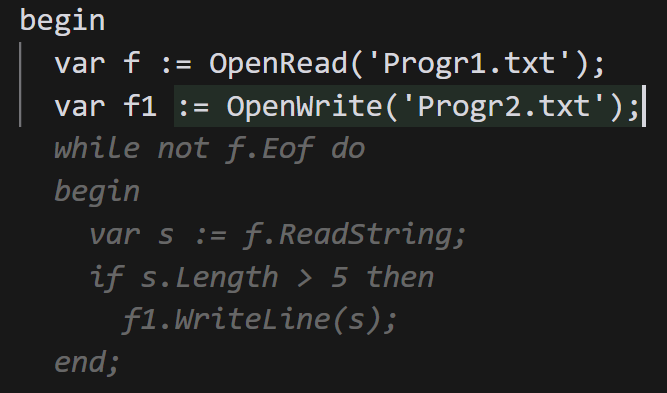 begin
var f := OpenRead('Progr1.txt');
var f1 := OpenWrite('Progr2.txt');
while not f.Eof do
begin
var s := f.ReadString;
if s.Length > 5 then
f1.WriteLine(s);
end;